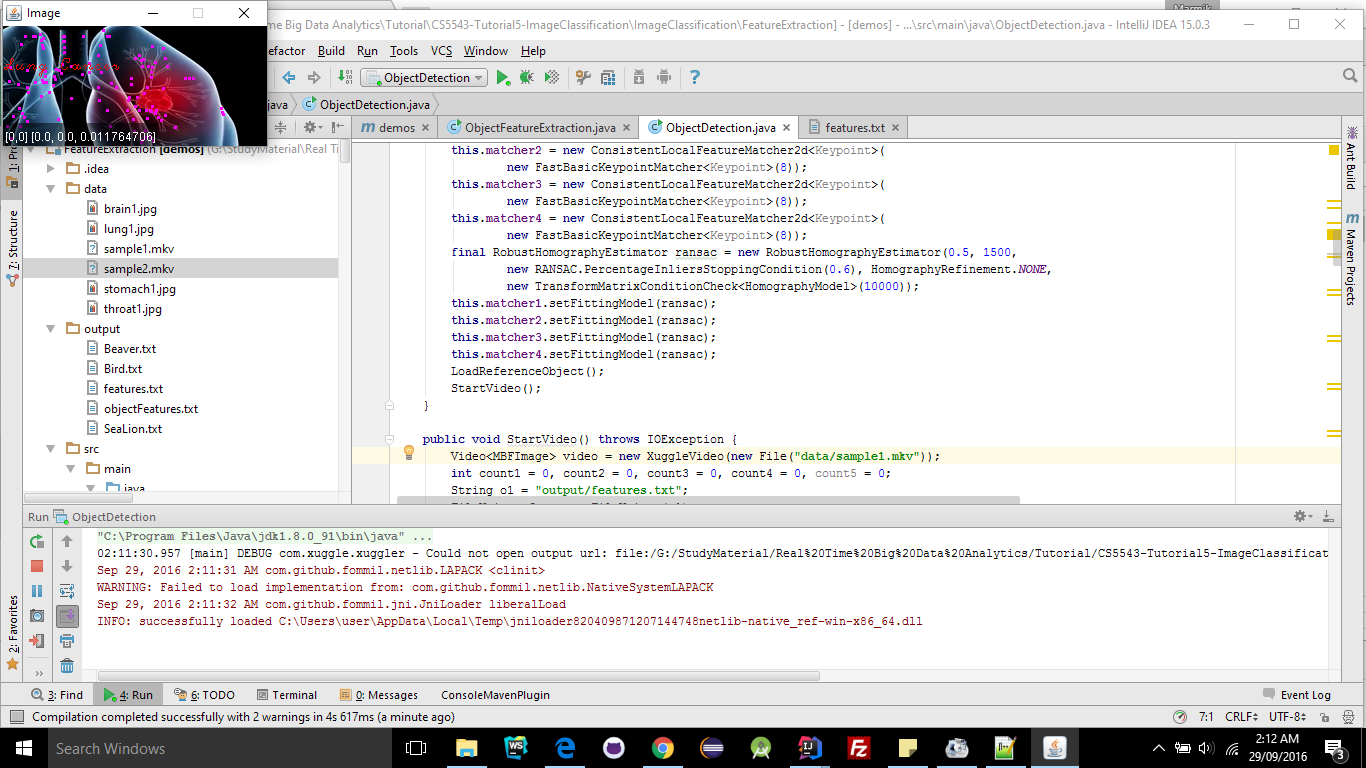 Image
me Big Data Analytics\Tutorial\CS5543-Tutorial5-ImageClassification\ImageClassification\FeatureExtraction] - [demos] - ...\src\main\java\ObjectDetection.java - IntelliJ IDEA 15.0.3
efactor Build Run Tools VCS Window Help
Lung Cancer
ObjectDetection
java ObjectDetection.java
[0,0] [0.0, 0.0, 0.011764706]
demos ObjectFeatureExtraction.java ObjectDetection.java features.txt
FeatureExtraction [demos] (G:\StudyMaterial\Real Ti
.idea
data
brain1.jpg
lung1.jpg
sample1.mkv
sample2.mkv
stomach1.jpg
throat1.jpg
output
Beaver.txt
Bird.txt
features.txt
objectFeatures.txt
SeaLion.txt
src
main
java
7: Structure
2: Favorites
Ant Build
Maven Projects
this.matcher2 = new ConsistentLocalFeatureMatcher2d<Keypoint>(
new FastBasicKeypointMatcher<Keypoint>(8));
this.matcher3 = new ConsistentLocalFeatureMatcher2d<Keypoint>(
new FastBasicKeypointMatcher<Keypoint>(8));
this.matcher4 = new ConsistentLocalFeatureMatcher2d<Keypoint>(
new FastBasicKeypointMatcher<Keypoint>(8));
final RobustHomographyEstimator ransac = new RobustHomographyEstimator(0.5, 1500,
new RANSAC.PercentageInliersStoppingCondition(0.6), HomographyRefinement.NONE,
new TransformMatrixConditionCheck<HomographyModel>(10000));
this.matcher1.setFittingModel(ransac);
this.matcher2.setFittingModel(ransac);
this.matcher3.setFittingModel(ransac);
this.matcher4.setFittingModel(ransac);
LoadReferenceObject();
StartVideo();
}
public void StartVideo() throws IOException {
Video<MBFImage> video = new XuggleVideo(new File("data/sample1.mkv"));
int count1 = 0, count2 = 0, count3 = 0, count4 = 0, count5 = 0;
String o1 = "output/features.txt";
Run ObjectDetection
"C:\Program Files\Java\jdk1.8.0_91\bin\java" ...
02:11:30.957 [main] DEBUG com.xuggle.xuggler - Could not open output url: file:/G:/StudyMaterial/Real%20Time%20Big%20Data%20Analytics/Tutorial/CS5543-Tutorial5-ImageClassificat
Sep 29, 2016 2:11:31 AM com.github.fommil.netlib.LAPACK <clinit>
WARNING: Failed to load implementation from: com.github.fommil.netlib.NativeSystemLAPACK
Sep 29, 2016 2:11:32 AM com.github.fommil.jni.JniLoader liberalLoad
INFO: successfully loaded C:\Users\user\AppData\Local\Temp\jniloader820409871207144748netlib-native_ref-win-x86_64.dll
3: Find 4: Run 6: TODO Terminal 0: Messages ConsoleMavenPlugin Event Log
Compilation completed successfully with 2 warnings in 4s 617ms (a minute ago) 7:1 CRLF UTF-8
Search Windows
2:12 AM
29/09/2016
3